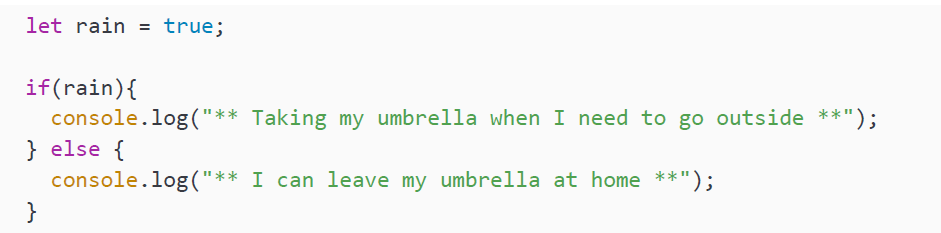 let rain = true;
if(rain){
console.log("** Taking my umbrella when I need to go outside **");
} else {
console.log("** I can leave my umbrella at home **");
}